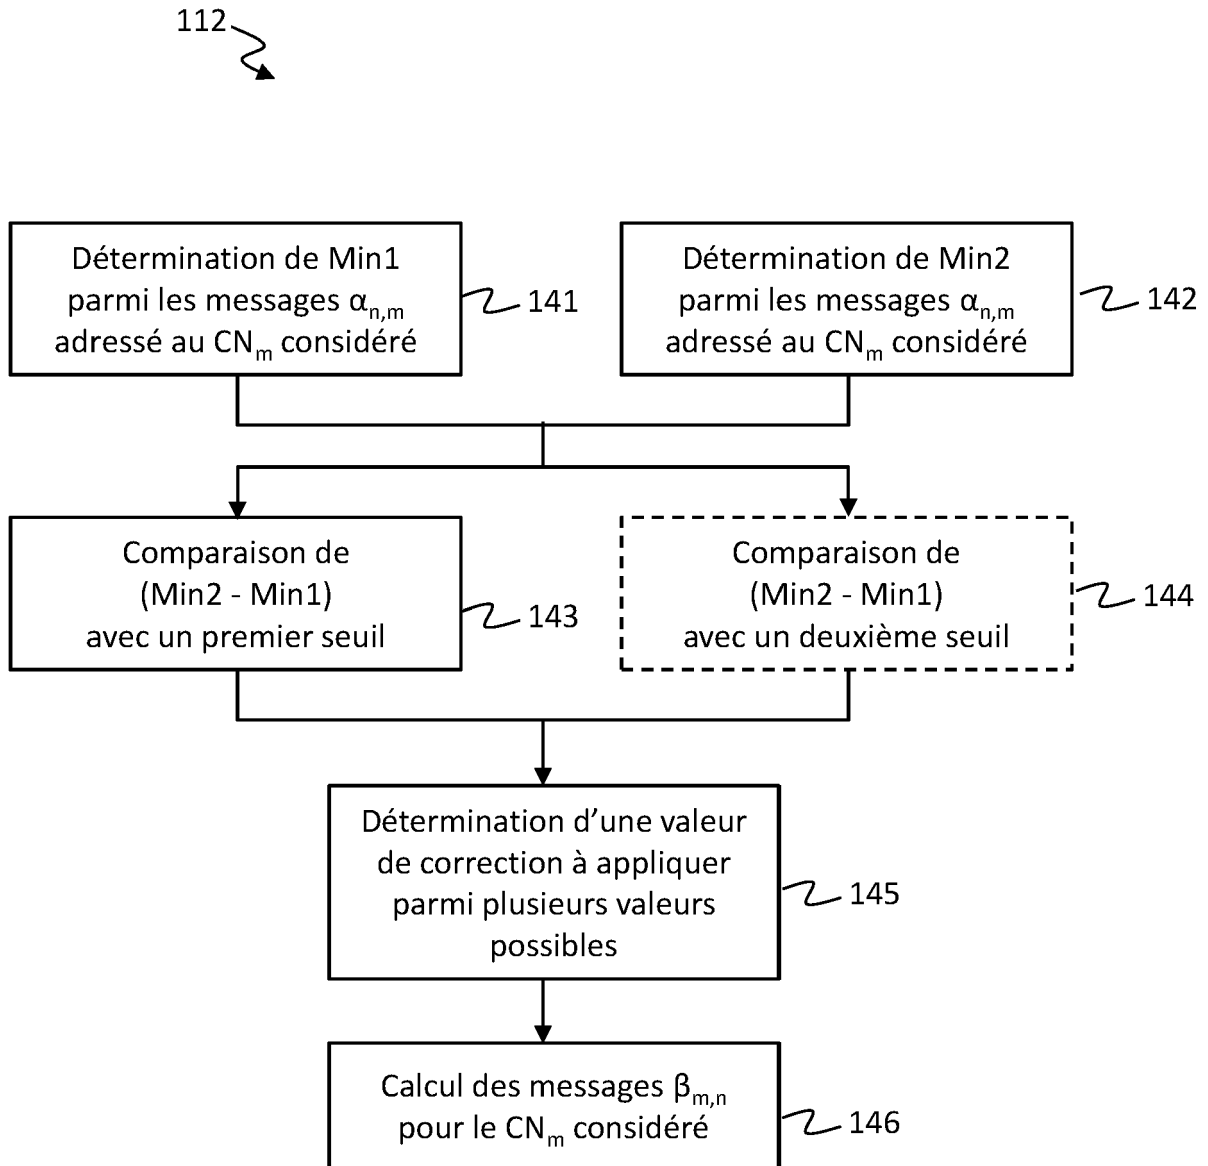 112
Détermination de Min1
parmi les messages αn,m
adressé au CNm considéré
141
Détermination de Min2
parmi les messages αn,m
adressé au CNm considéré
142
Comparaison de
(Min2 - Min1)
avec un premier seuil
143
Comparaison de
(Min2 - Min1)
avec un deuxième seuil
144
Détermination d’une valeur
de correction à appliquer
parmi plusieurs valeurs
possibles
145
Calcul des messages βm,n
pour le CNm considéré
146